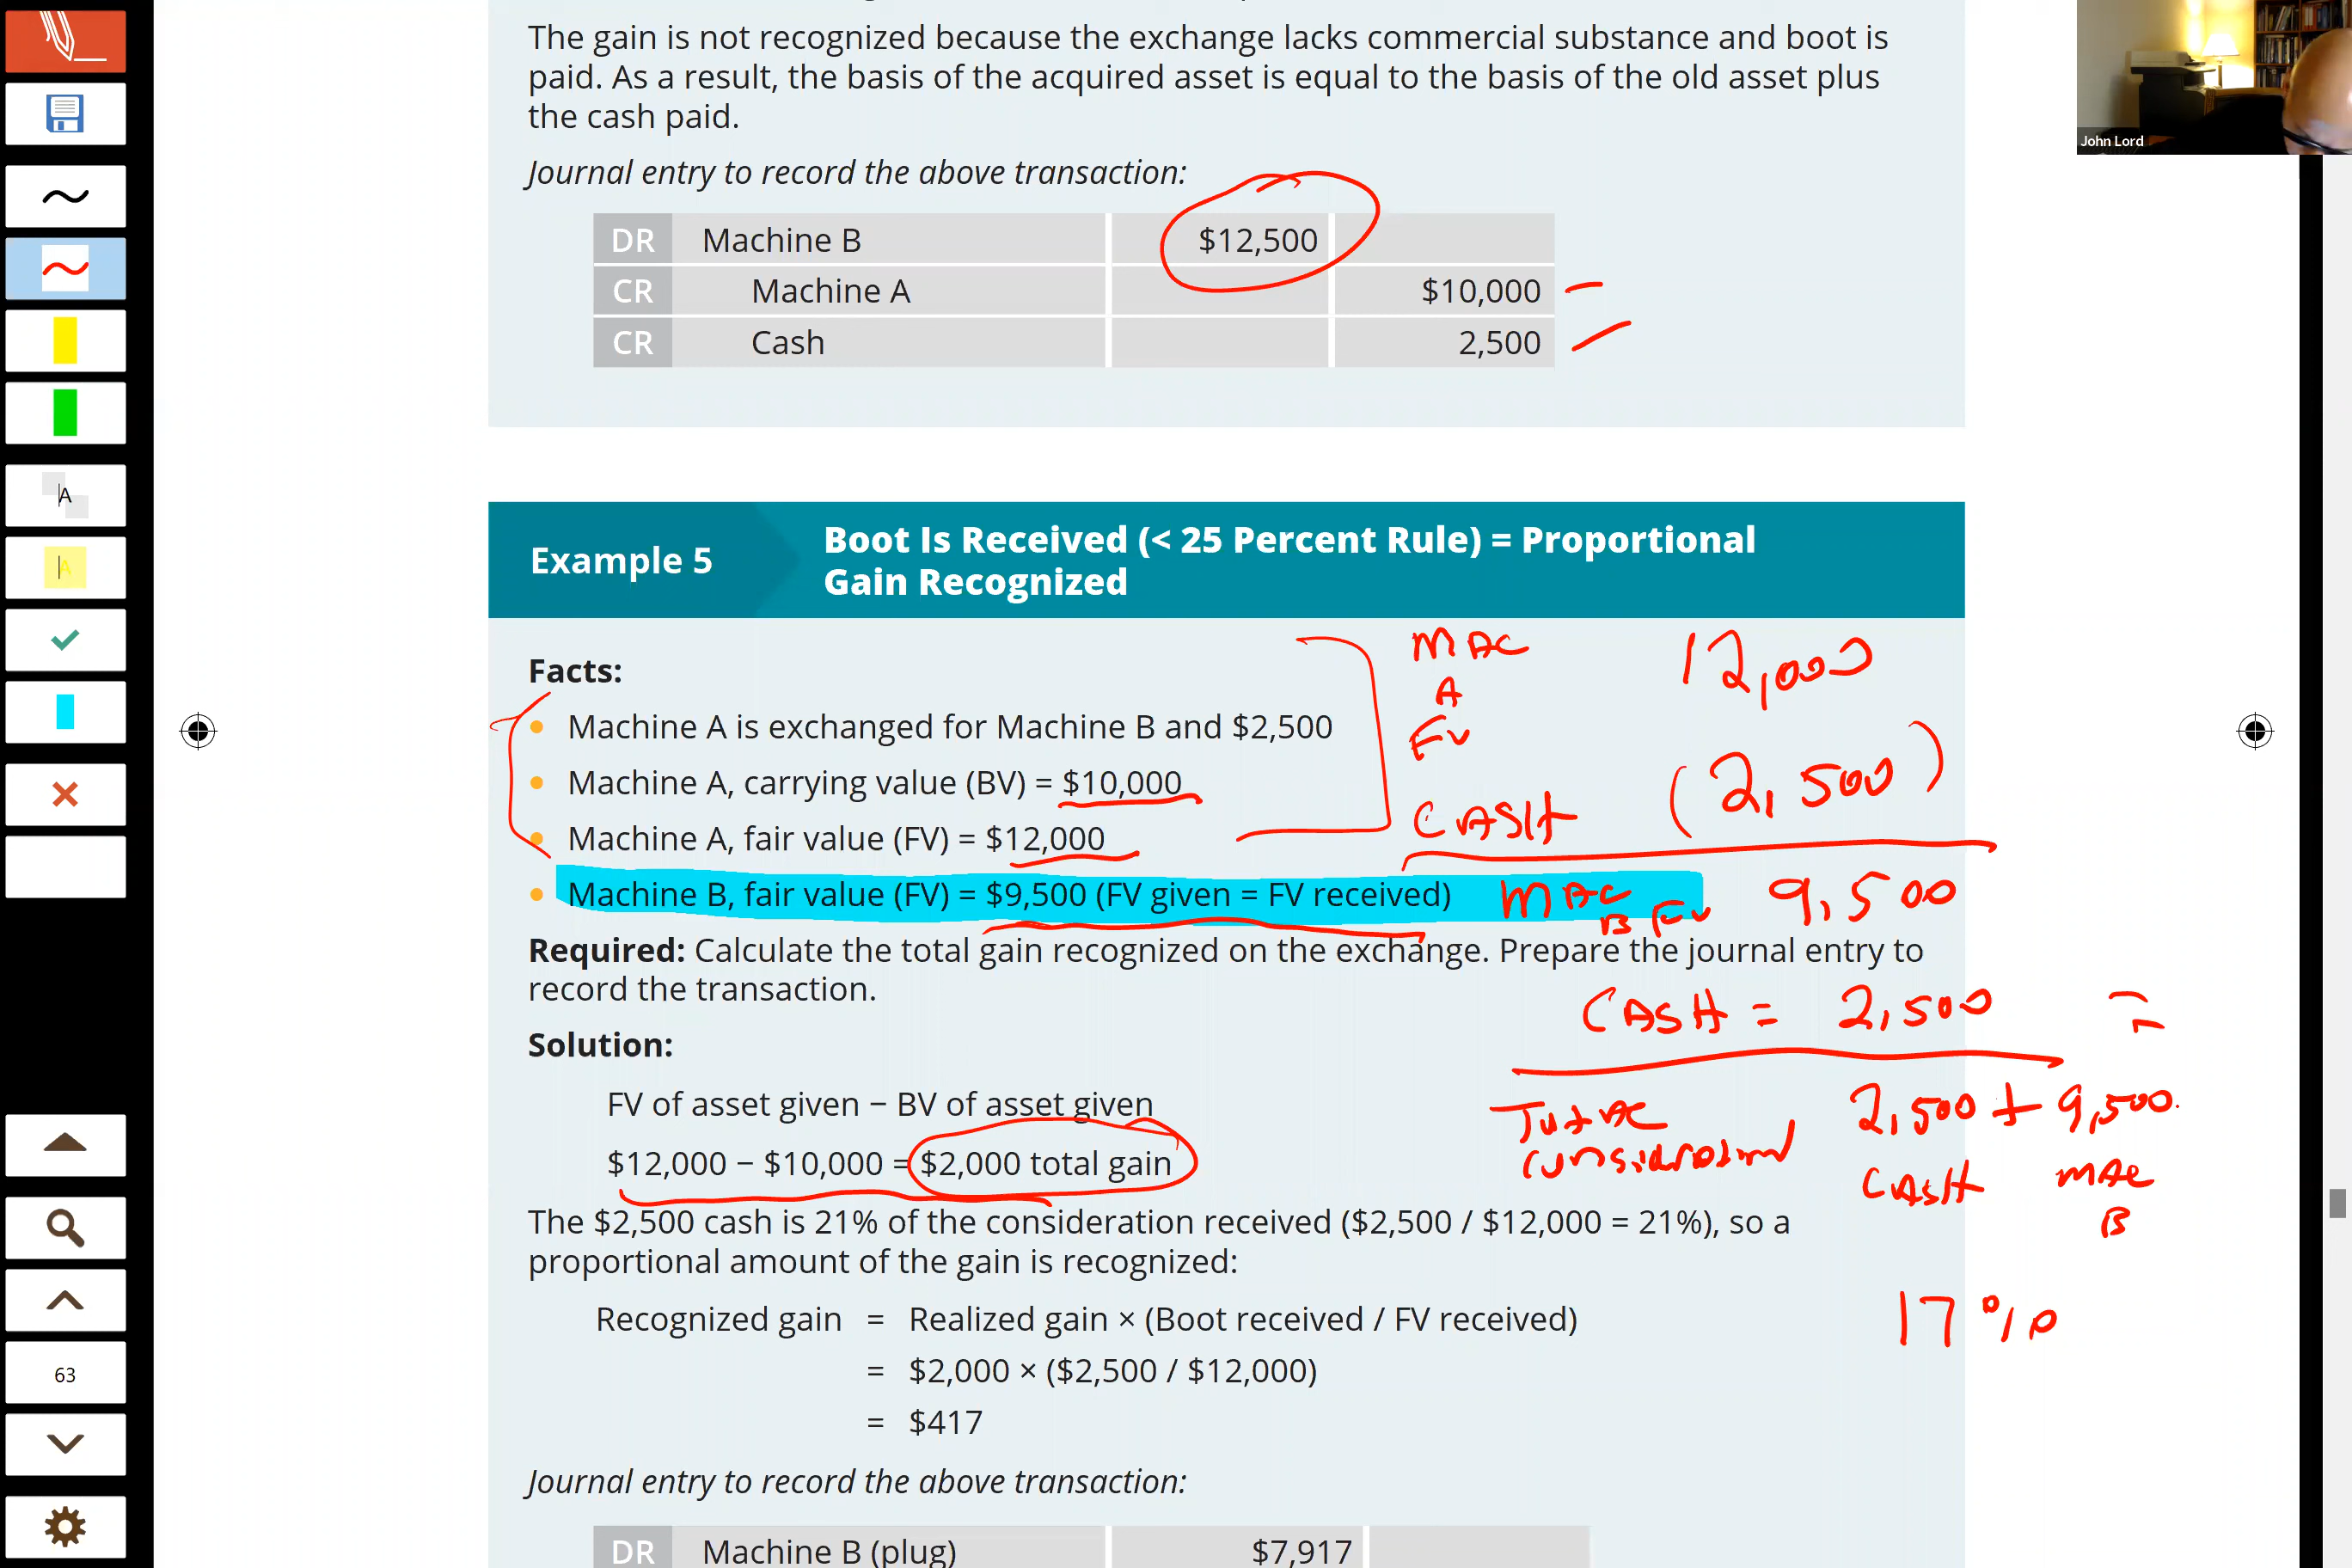 The gain is not recognized because the exchange lacks commercial substance and boot is
paid. As a result, the basis of the acquired asset is equal to the basis of the old asset plus
the cash paid.
John Lord
Journal entry to record the above transaction:
DR Machine B $12,500
CR Machine A $10,000
CR Cash 2,500
A
A
Example 5
Boot Is Received (< 25 Percent Rule) = Proportional
Gain Recognized
Facts:
MAC
A
FV
12,000
• Machine A is exchanged for Machine B and $2,500
• Machine A, carrying value (BV) = $10,000
CASH (2,500)
• Machine A, fair value (FV) = $12,000
• Machine B, fair value (FV) = $9,500 (FV given = FV received)
MAC B FV 9,500
Required: Calculate the total gain recognized on the exchange. Prepare the journal entry to
record the transaction.
CASH = 2,500 =
Solution:
FV of asset given − BV of asset given
2,500 + 9,500
CASH MAC
B
$12,000 − $10,000 = $2,000 total gain
The $2,500 cash is 21% of the consideration received ($2,500 / $12,000 = 21%), so a
proportional amount of the gain is recognized:
17%
Recognized gain = Realized gain × (Boot received / FV received)
= $2,000 × ($2,500 / $12,000)
= $417
63
Journal entry to record the above transaction:
DR Machine B (plug) $7,917